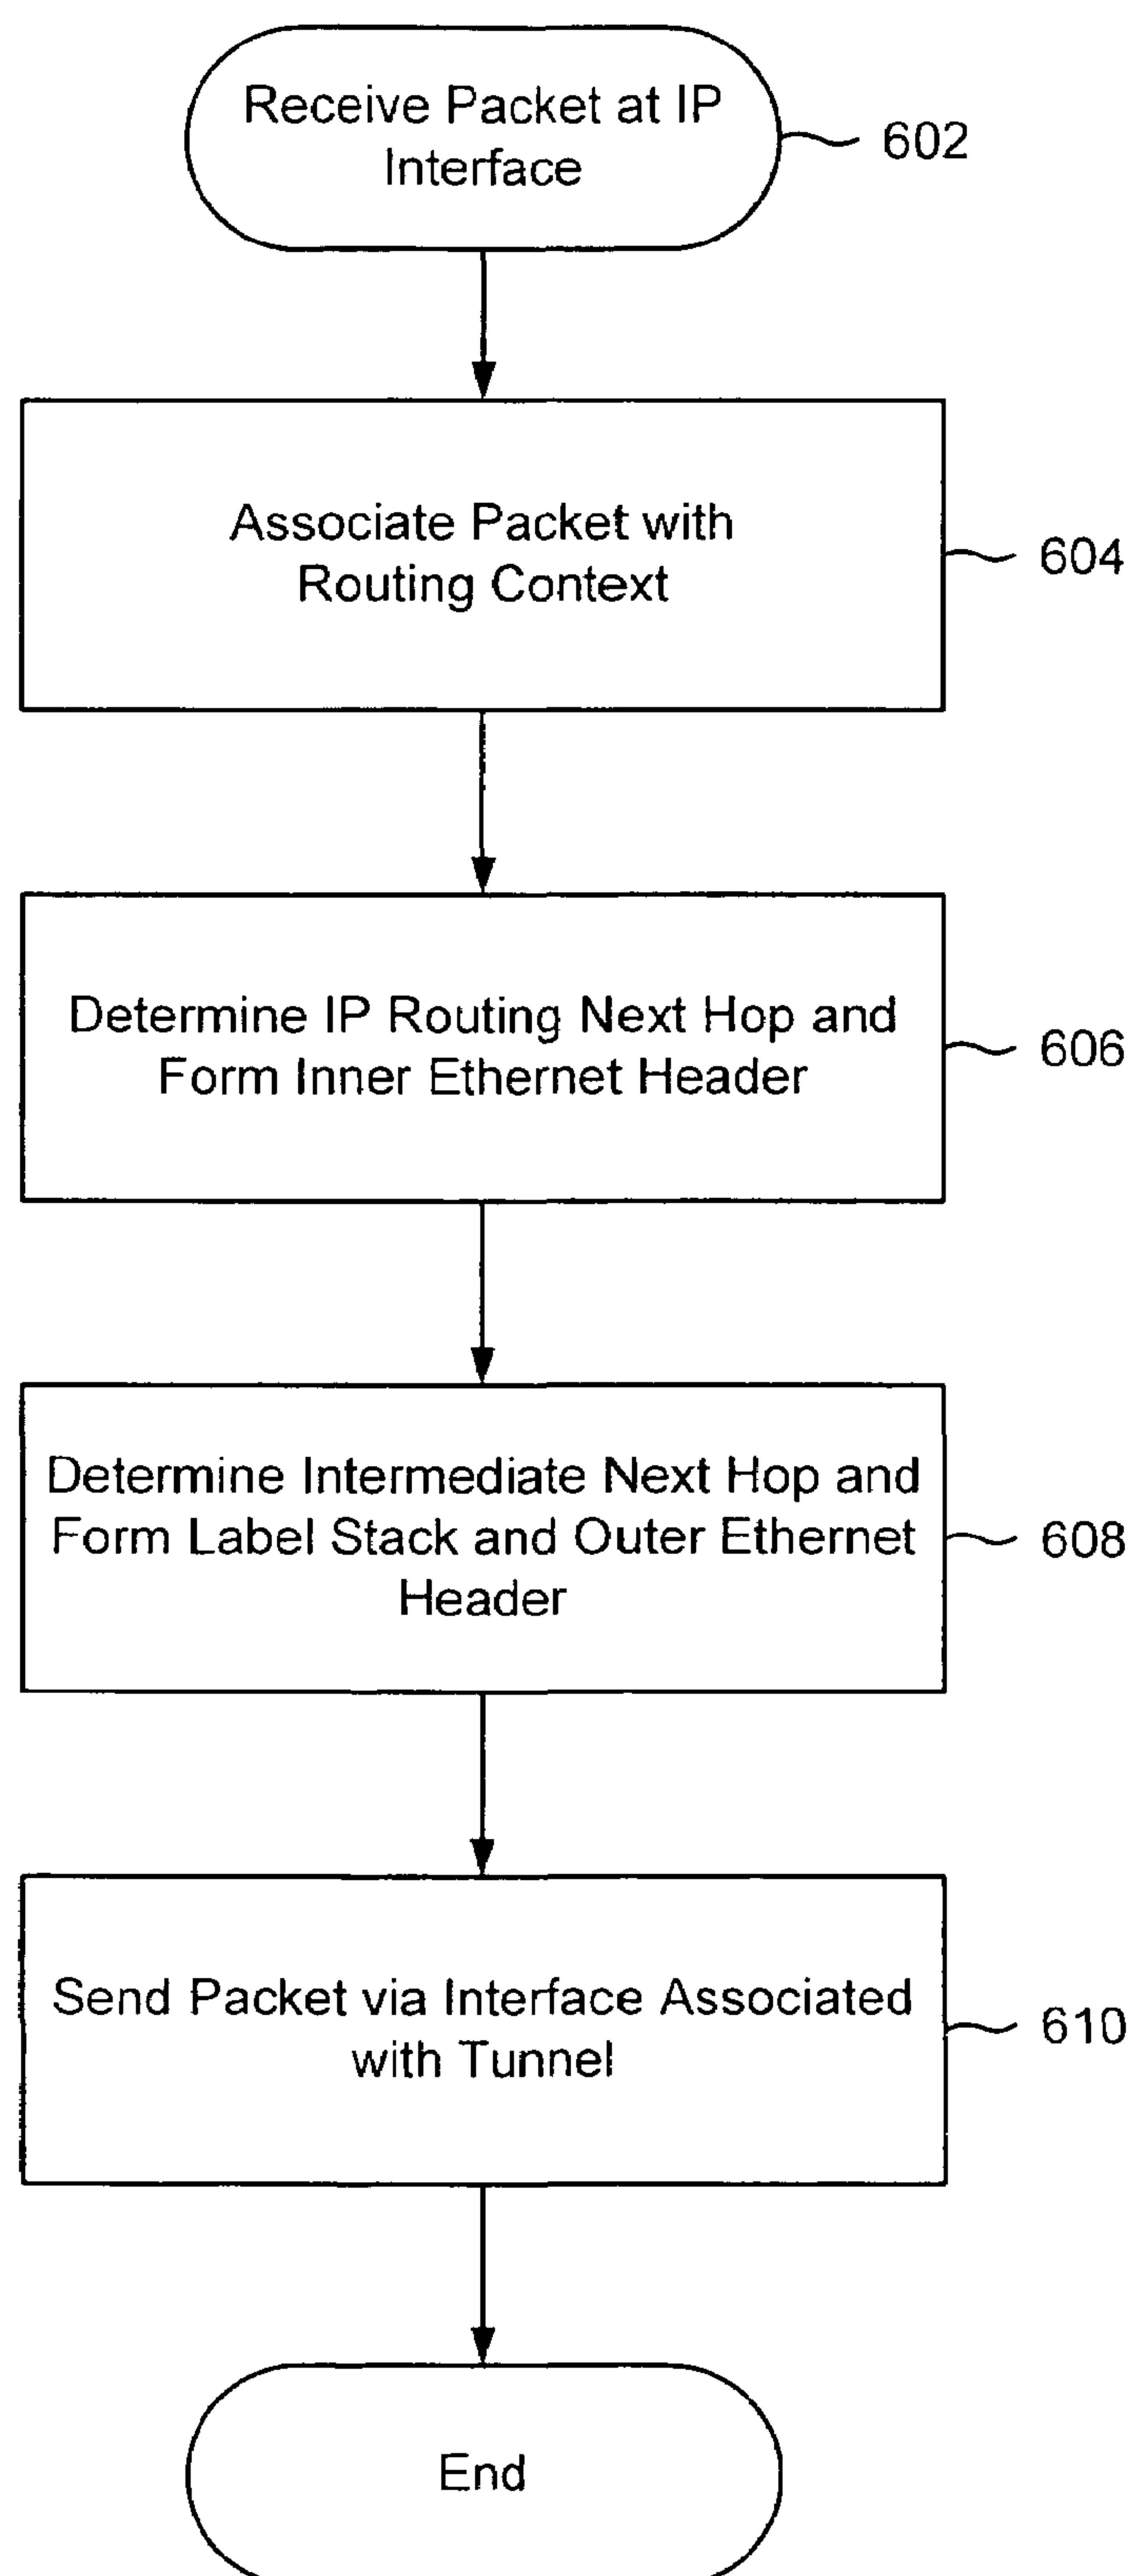 Receive Packet at IP
Interface
602
Associate Packet with
Routing Context
604
Determine IP Routing Next Hop and
Form Inner Ethernet Header
606
Determine Intermediate Next Hop and
Form Label Stack and Outer Ethernet
Header
608
Send Packet via Interface Associated
with Tunnel
610
End